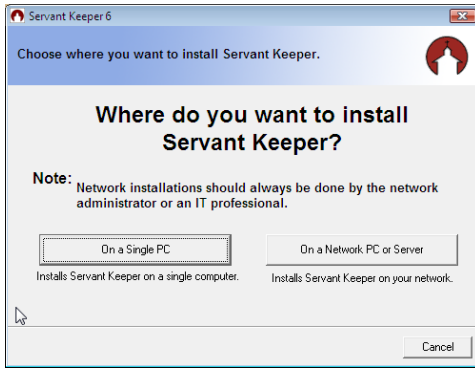 Servant Keeper 6
Choose where you want to install Servant Keeper.
Where do you want to install
Servant Keeper?
Note: Network installations should always be done by the network
administrator or an IT professional.
On a Single PC
On a Network PC or Server
Installs Servant Keeper on a single computer.
Installs Servant Keeper on your network.
Cancel